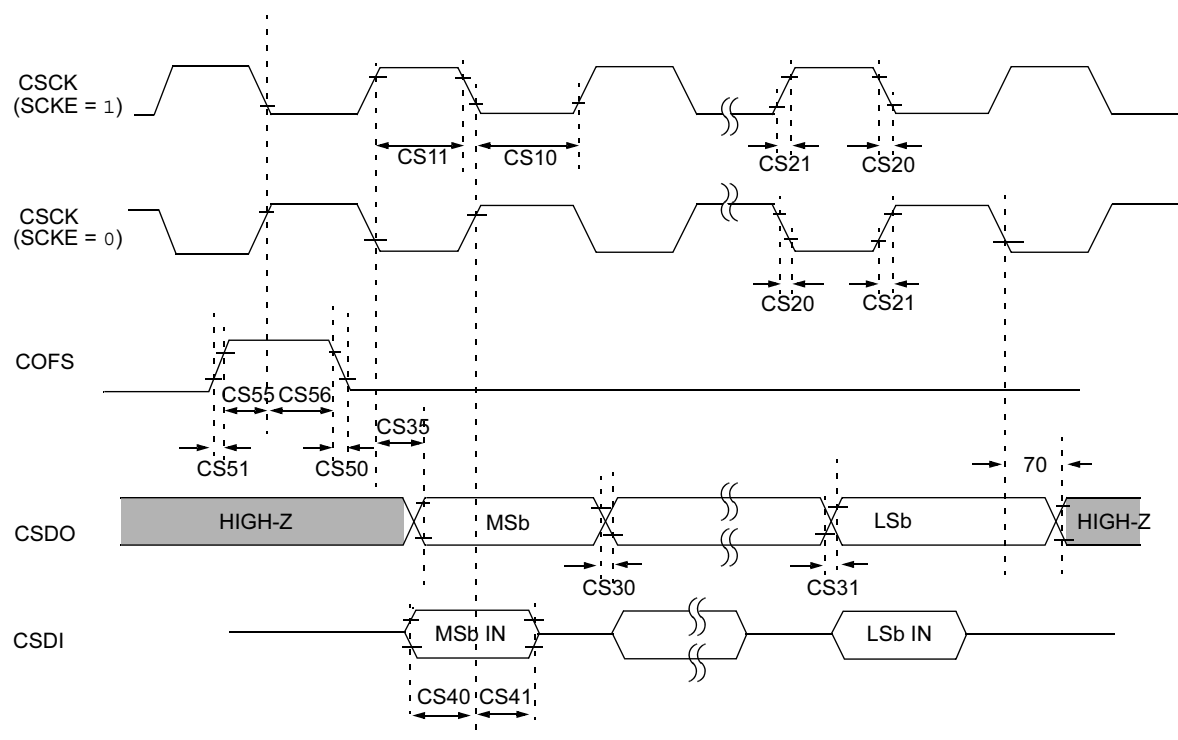 CSCK
(SCKE = 1)
CS11
CS10
CS21
CS20
CSCK
(SCKE = 0)
CS20
CS21
COFS
CS55
CS56
CS35
CS51
CS50
70
HIGH-Z
MSb
LSb
HIGH-Z
CSDO
CS30
CS31
CSDI
MSb IN
LSb IN
CS40
CS41